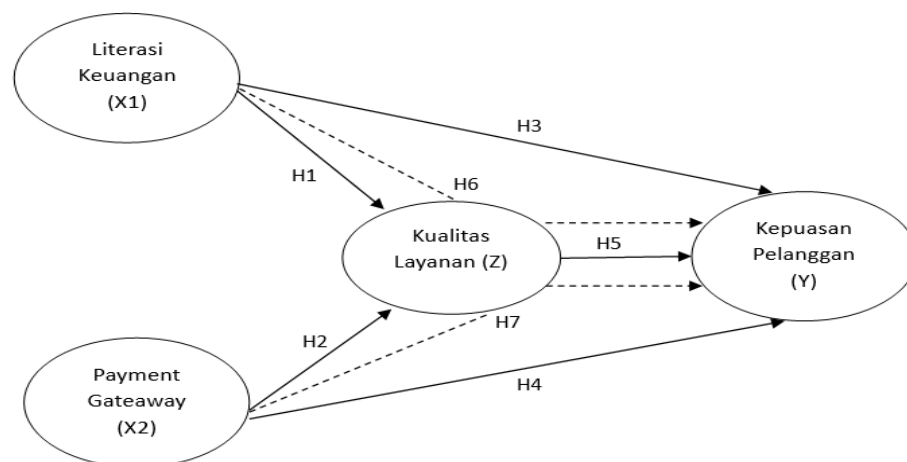 Literasi
Keuangan
(X1)
H3
H1
H6
Kualitas
Layanan (Z)
H5
Kepuasan
Pelanggan
(Y)
H7
H2
H4
Payment
Gateaway
(X2)